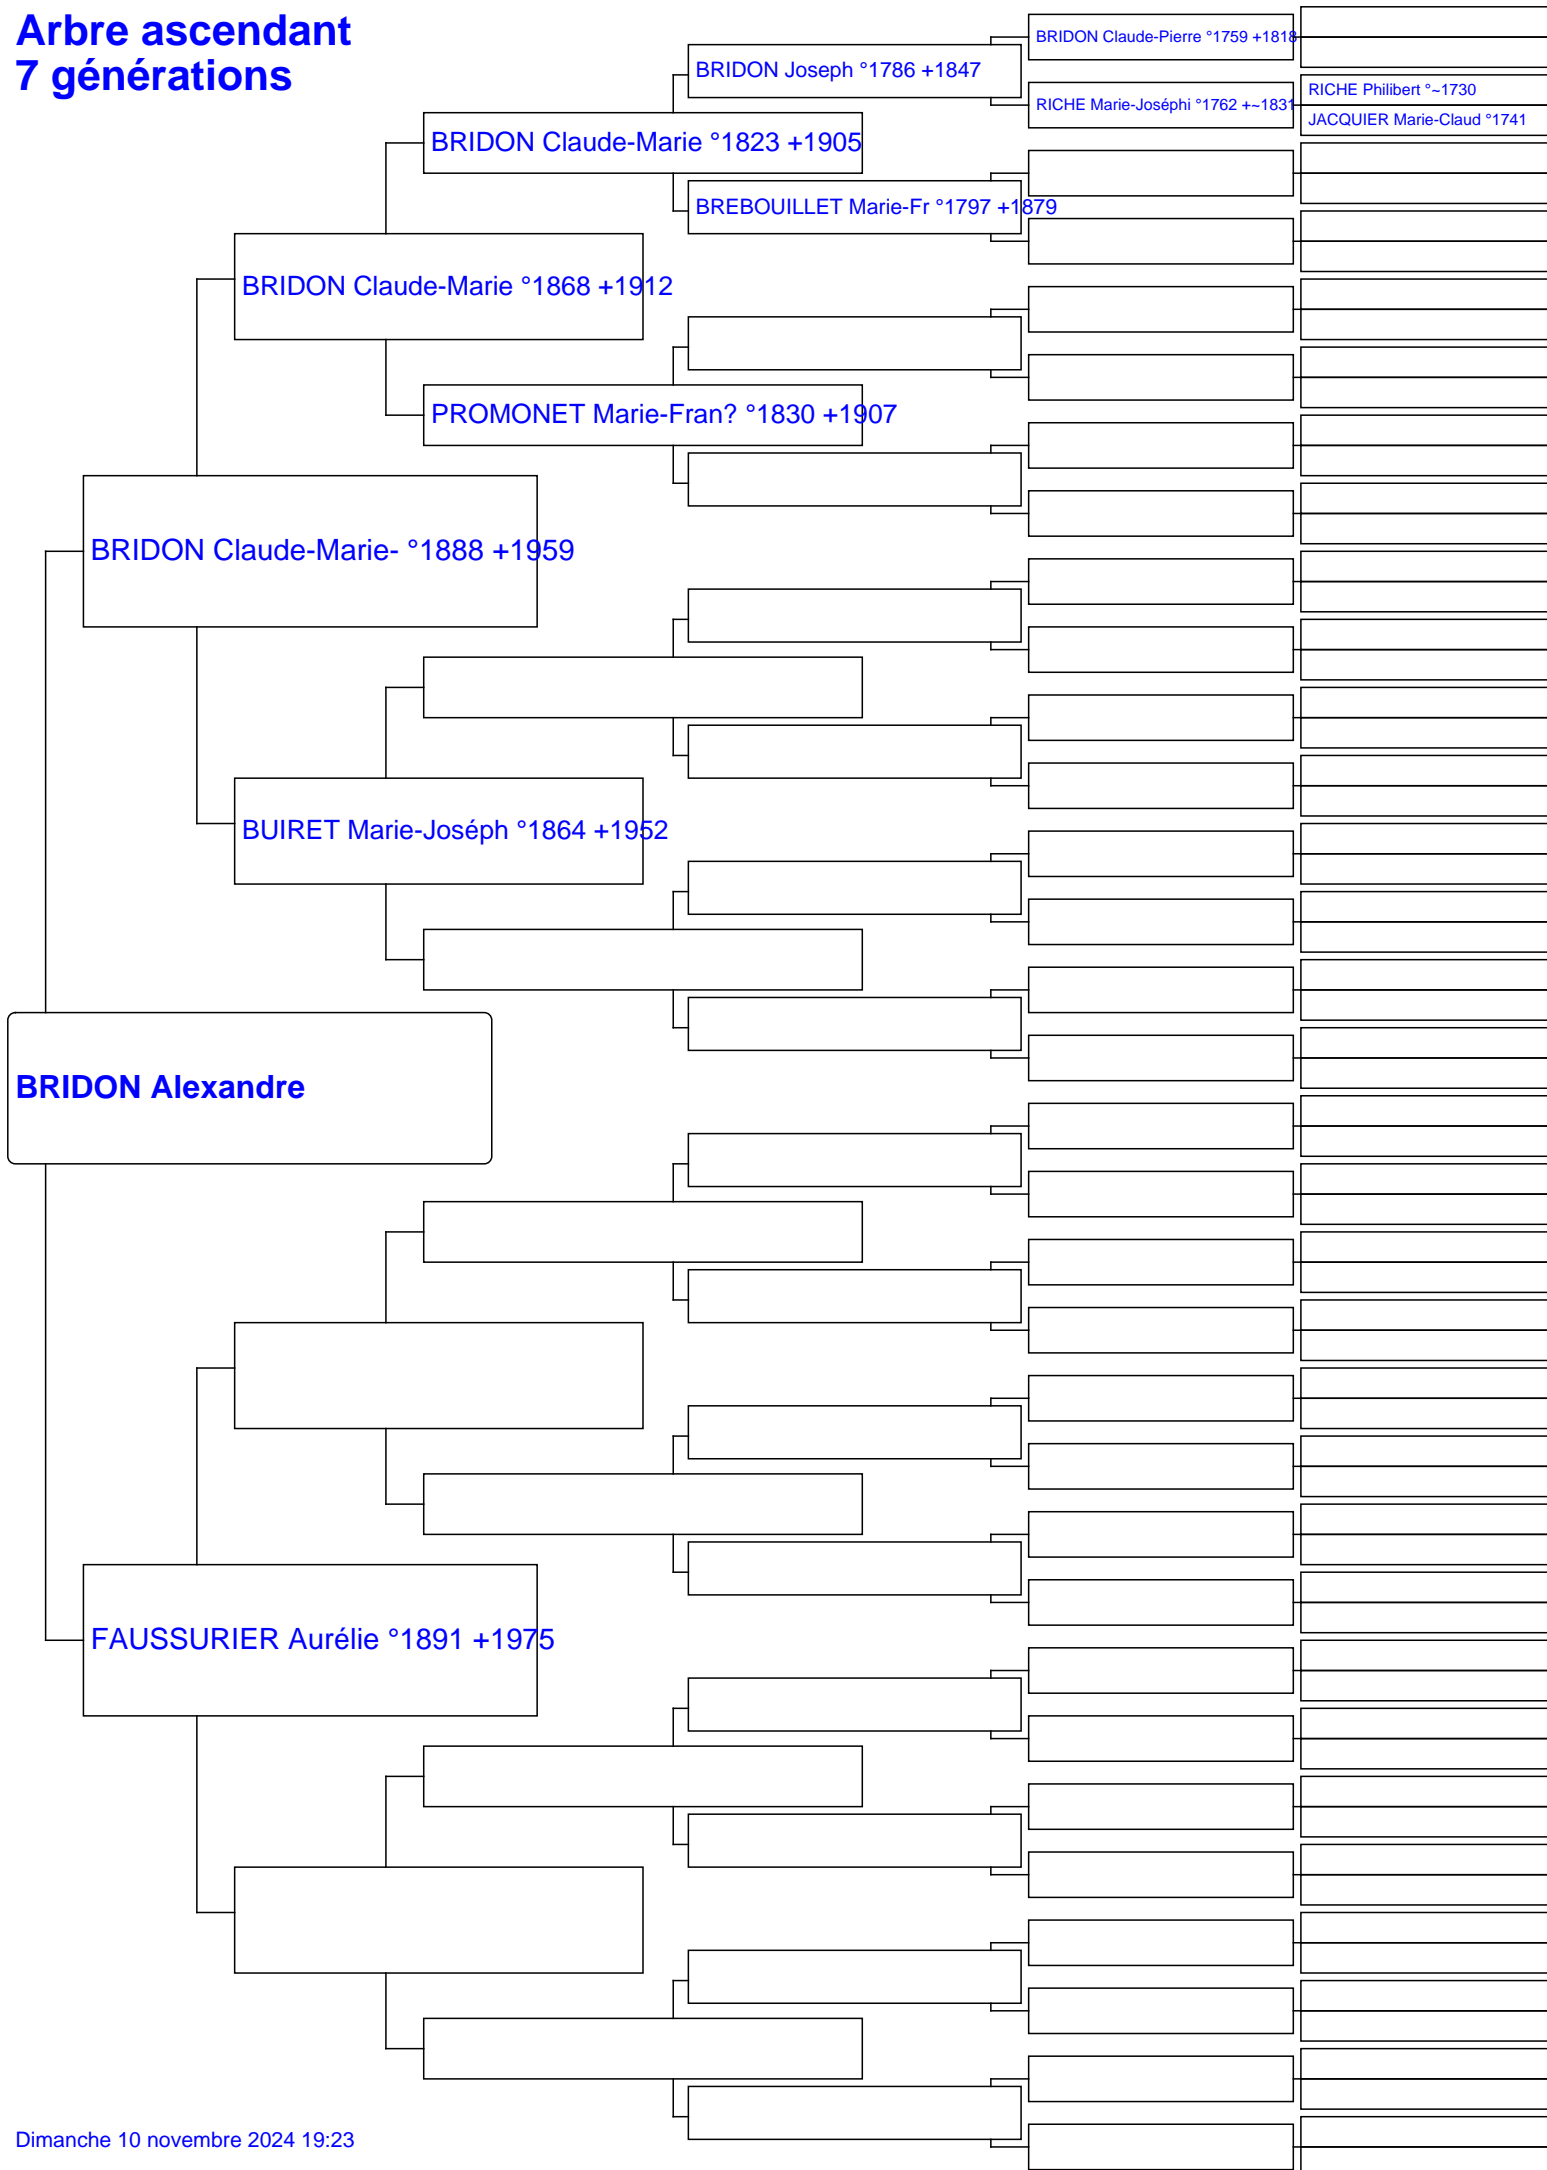 Arbre ascendant
7 générations
BRIDON Claude-Pierre °1759 +1818
BRIDON Joseph °1786 +1847
RICHE Philibert °~1730
RICHE Marie-Joséphi °1762 +~1831
JACQUIER Marie-Claud °1741
BRIDON Claude-Marie °1823 +1905
BREBOUILLET Marie-Fr °1797 +1879
BRIDON Claude-Marie °1868 +1912
PROMONET Marie-Fran? °1830 +1907
BRIDON Claude-Marie- °1888 +1959
BUIRET Marie-Joséph °1864 +1952
BRIDON Alexandre
FAUSSURIER Aurélie °1891 +1975
Dimanche 10 novembre 2024 19:23